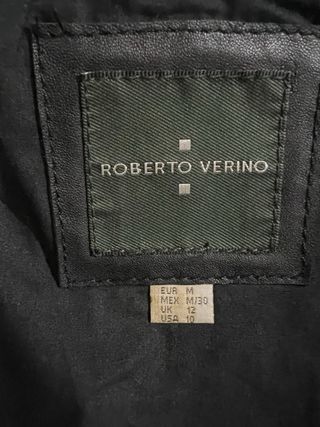 ROBERTO VERINO
EUR M
MEX M/30
UK 12
USA 10